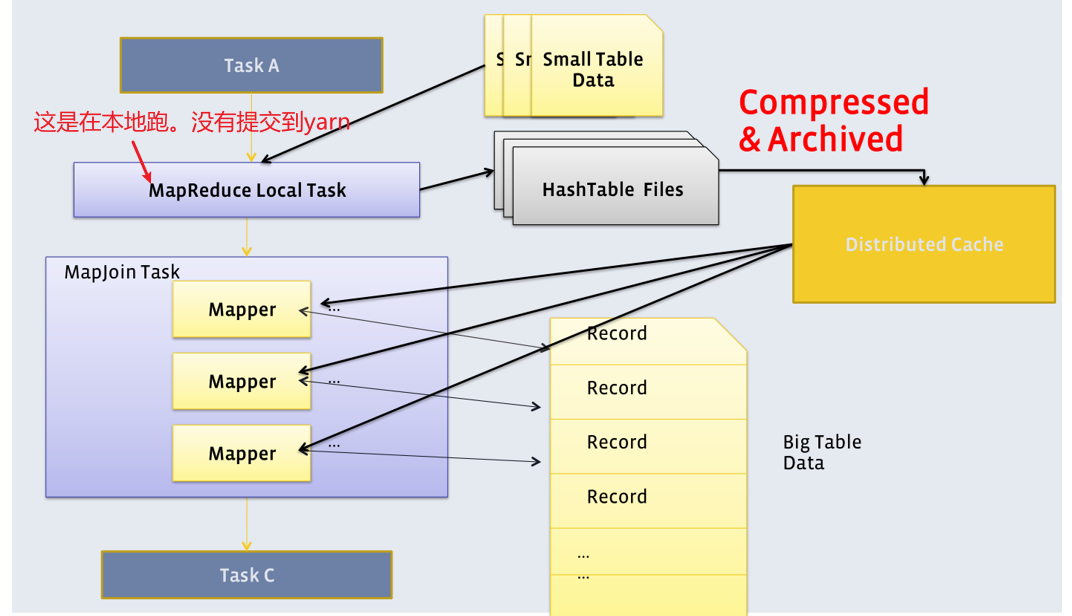 Task A
S
Sr
Small Table
Data
这是在本地跑。没有提交到yarn
Compressed
& Archived
MapReduce Local Task
HashTable Files
Distributed Cache
MapJoin Task
Mapper
...
Mapper
...
Mapper
...
Record
Record
Record
Record
...
...
Big Table
Data
Task C